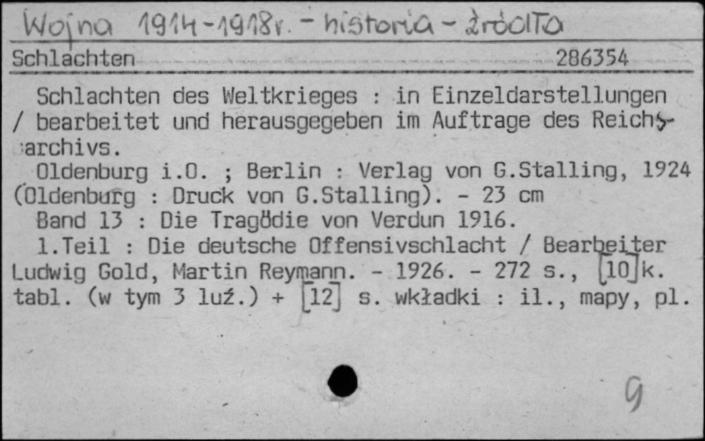 Wojna 1914-1918r. - historia - źródła
Schlachten 286354
Schlachten des Weltkrieges : in Einzeldarstellungen
/ bearbeitet und herausgegeben im Auftrage des Reichs-
archivs.
Oldenburg i.O. ; Berlin : Verlag von G.Stalling, 1924
(Oldenburg : Druck von G.Stalling). - 23 cm
Band 13 : Die Tragödie von Verdun 1916.
1.Teil : Die deutsche Offensivschlacht / Bearbeiter
Ludwig Gold, Martin Reymann. - 1926. - 272 s., [10]k.
tabl. (w tym 3 luź.) + [12] s. wkładki : il., mapy, pl.
g